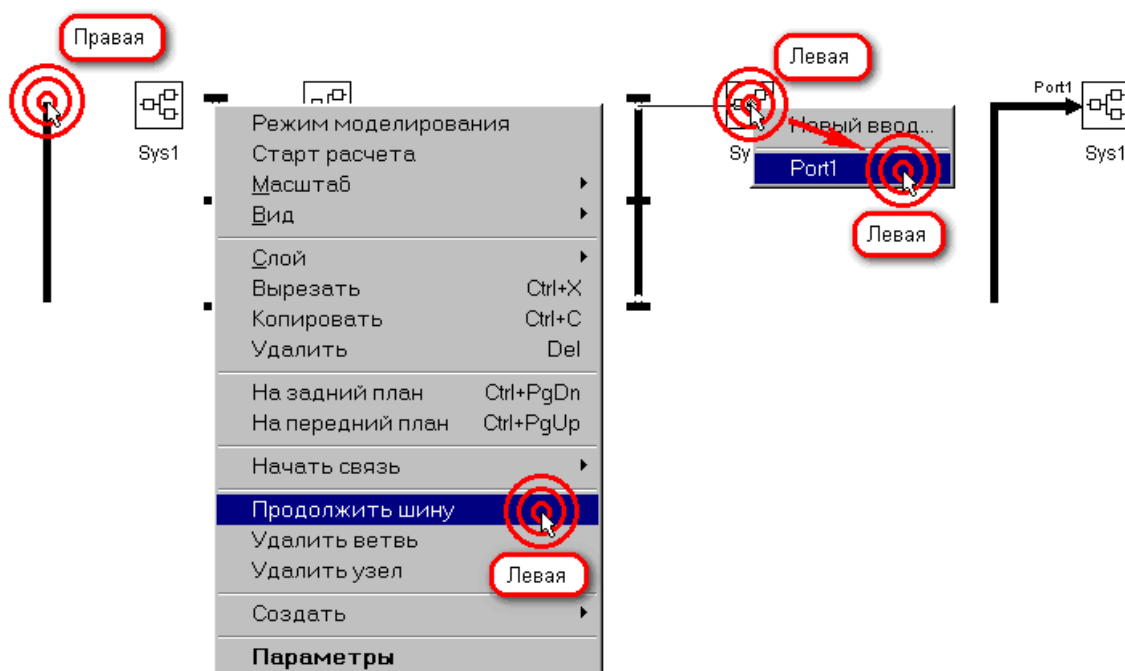 Правая
Sys1
Режим моделирования
Старт расчета
Масштаб
Вид
Слой
Вырезать Ctrl+X
Копировать Ctrl+C
Удалить Del
На задний план Ctrl+PgDn
На передний план Ctrl+PgUp
Начать связь
Продолжить шину
Удалить ветвь
Удалить узел
Левая
Создать
Параметры
Левая
Новый ввод...
Sy
Port1
Левая
Port1
Sys1